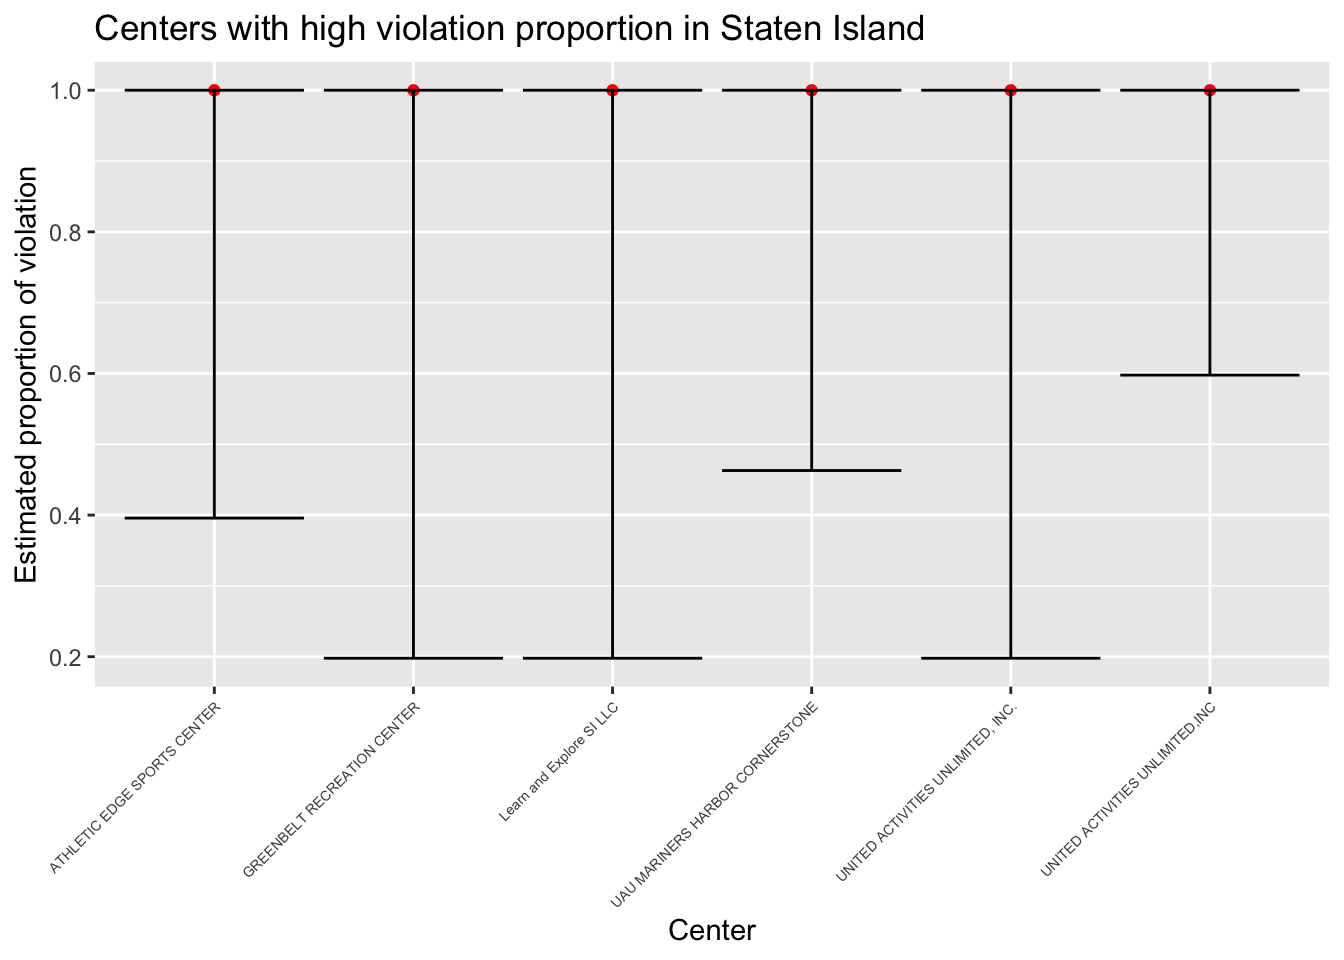 Centers with high violation proportion in Staten Island
Estimated proportion of violation
1.0
0.8
0.6
0.4
0.2
ATHLETIC EDGE SPORTS CENTER
GREENBELT RECREATION CENTER
Learn and Explore SI LLC
UAU MARINERS HARBOR CORNERSTONE
UNITED ACTIVITIES UNLIMITED, INC.
UNITED ACTIVITIES UNLIMITED,INC
Center